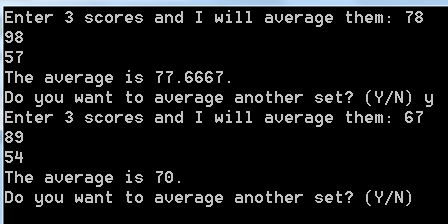 Enter 3 scores and I will average them: 78
98
57
The average is 77.6667.
Do you want to average another set? (Y/N) y
Enter 3 scores and I will average them: 67
89
54
The average is 70.
Do you want to average another set? (Y/N)